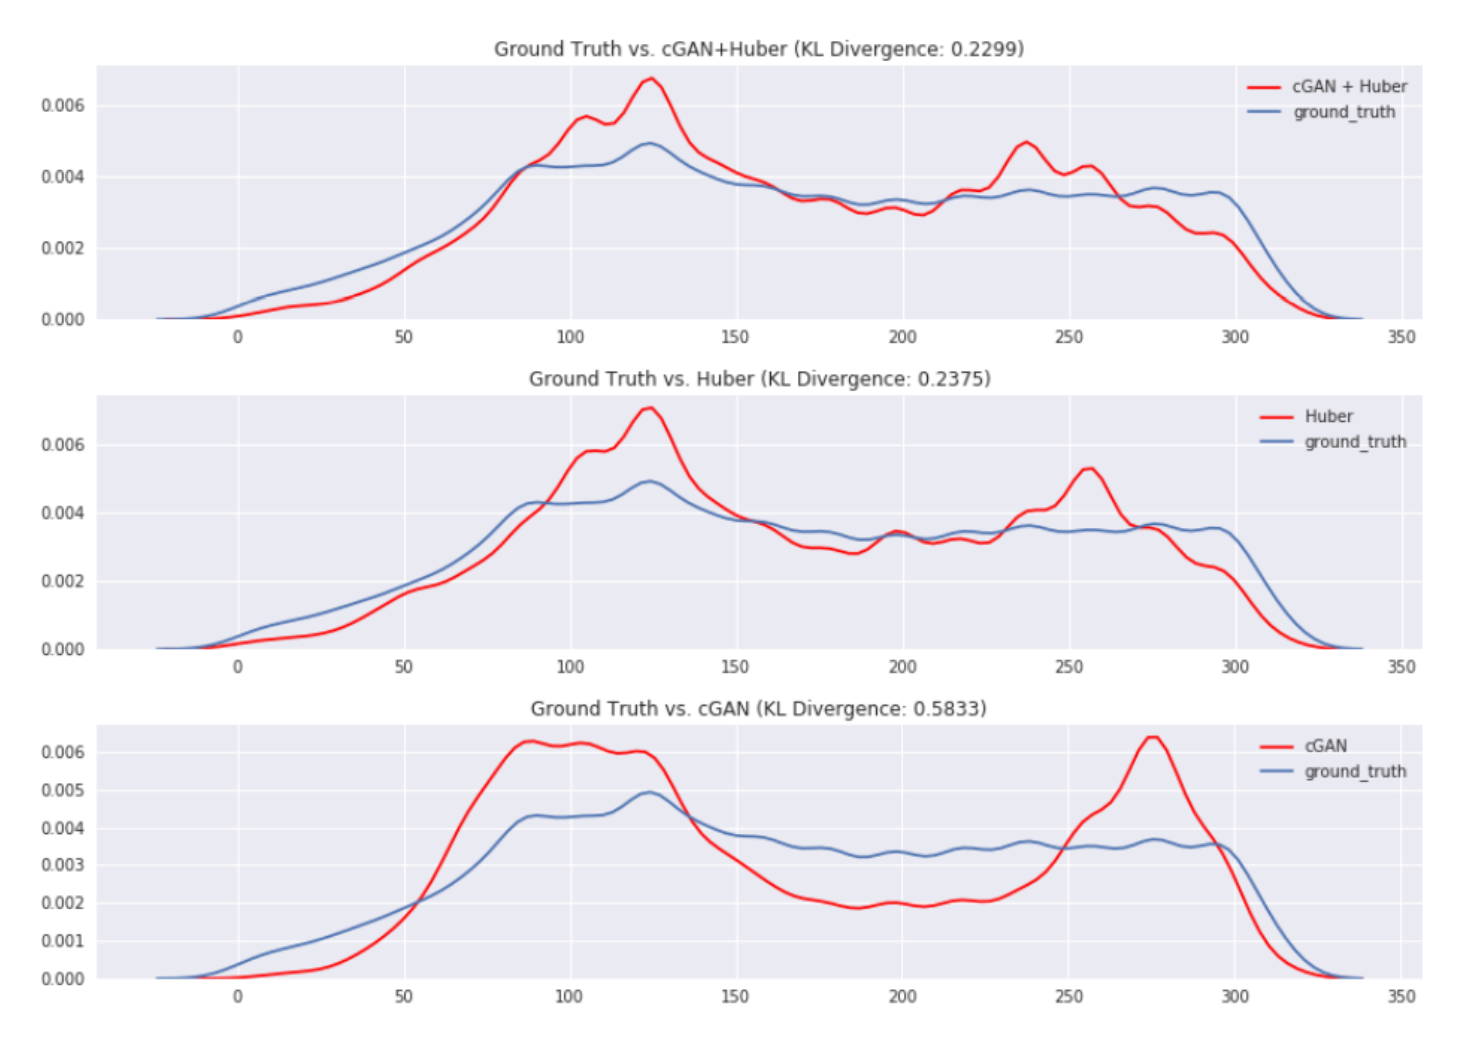 Ground Truth vs. cGAN+Huber (KL Divergence: 0.2299)
cGAN + Huber
ground_truth
0.006
0.004
0.002
0.000
0 50 100 150 200 250 300 350
Ground Truth vs. Huber (KL Divergence: 0.2375)
Huber
ground_truth
0.006
0.004
0.002
0.000
0 50 100 150 200 250 300 350
Ground Truth vs. cGAN (KL Divergence: 0.5833)
cGAN
ground_truth
0.006
0.005
0.004
0.003
0.002
0.001
0.000
0 50 100 150 200 250 300 350